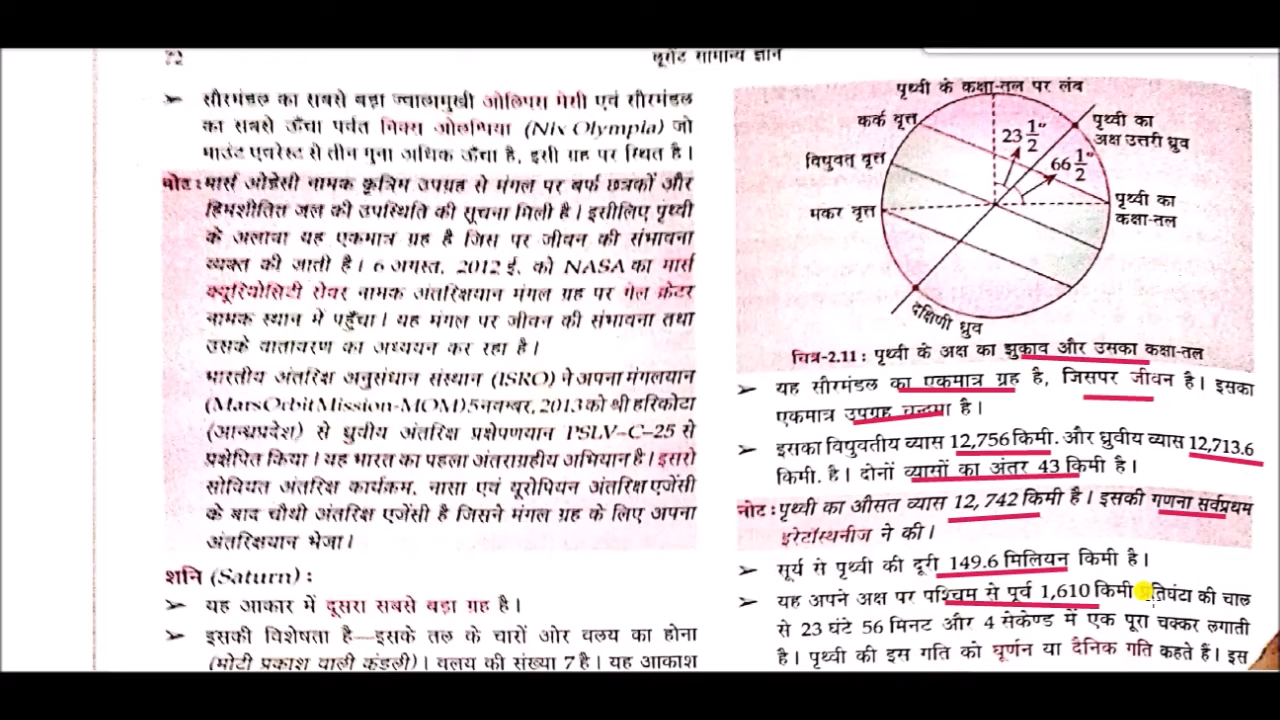 72
लूसेंट सामान्य ज्ञान
➤ सौरमंडल का सबसे बड़ा ज्वालामुखी ओलिपस मेसी एवं सौरमंडल
का सबसे ऊँचा पर्वत निक्स ओलम्पिया (Nix Olympia) जो
माउंट एवरेस्ट से तीन गुना अधिक ऊँचा है, इसी ग्रह पर स्थित है।
नोट: मार्स ओडेसी नामक कृत्रिम उपग्रह से मंगल पर बर्फ छत्रकों और
हिमशीतित जल की उपस्थिति की सूचना मिली है। इसीलिए पृथ्वी
के अलावा यह एकमात्र ग्रह है जिस पर जीवन की संभावना
व्यक्त की जाती है। 6 अगस्त, 2012 ई. को NASA का मार्स
क्यूरियोसिटी रोवर नामक अंतरिक्षयान मंगल ग्रह पर गेल क्रेटर
नामक स्थान में पहुँचा। यह मंगल पर जीवन की संभावना तथा
उसके वातावरण का अध्ययन कर रहा है।
भारतीय अंतरिक्ष अनुसंधान संस्थान (ISRO) ने अपना मंगलयान
(Mars Orbit Mission-MOM) 5 नवम्बर, 2013 को श्री हरिकोटा
(आन्ध्रप्रदेश) से ध्रुवीय अंतरिक्ष प्रक्षेपणयान PSLV-C-25 से
प्रक्षेपित किया। यह भारत का पहला अंतराग्रहीय अभियान है। इसरो
सोवियत अंतरिक्ष कार्यक्रम, नासा एवं यूरोपियन अंतरिक्ष एजेंसी
के बाद चौथी अंतरिक्ष एजेंसी है जिसने मंगल ग्रह के लिए अपना
अंतरिक्षयान भेजा।
शनि (Saturn) :
➤ यह आकार में दूसरा सबसे बड़ा ग्रह है।
➤ इसकी विशेषता है—इसके तल के चारों ओर वलय का होना
(मोटी प्रकाश वाली कुंडली)। वलय की संख्या 7 है। यह आकाश
पृथ्वी के कक्षा-तल पर लंब
कर्क वृत्त
23 1/2"
पृथ्वी का
अक्ष उत्तरी ध्रुव
विषुवत् वृत्त
66 1/2"
मकर वृत्त
पृथ्वी का
कक्षा-तल
दक्षिणी ध्रुव
चित्र-2.11 : पृथ्वी के अक्ष का झुकाव और उसका कक्षा-तल
➤ यह सौरमंडल का एकमात्र ग्रह है, जिसपर जीवन है। इसका
एकमात्र उपग्रह चन्द्रमा है।
➤ इसका विषुवतीय व्यास 12,756 किमी. और ध्रुवीय व्यास 12,713.6
किमी. है। दोनों व्यासों का अंतर 43 किमी है।
नोट : पृथ्वी का औसत व्यास 12,742 किमी है। इसकी गणना सर्वप्रथम
इरेटॉस्थनीज ने की।
➤ सूर्य से पृथ्वी की दूरी 149.6 मिलियन किमी है।
➤ यह अपने अक्ष पर पश्चिम से पूर्व 1,610 किमी प्रतिघंटा की चाल
से 23 घंटे 56 मिनट और 4 सेकेण्ड में एक पूरा चक्कर लगाती
है। पृथ्वी की इस गति को घूर्णन या दैनिक गति कहते हैं। इस